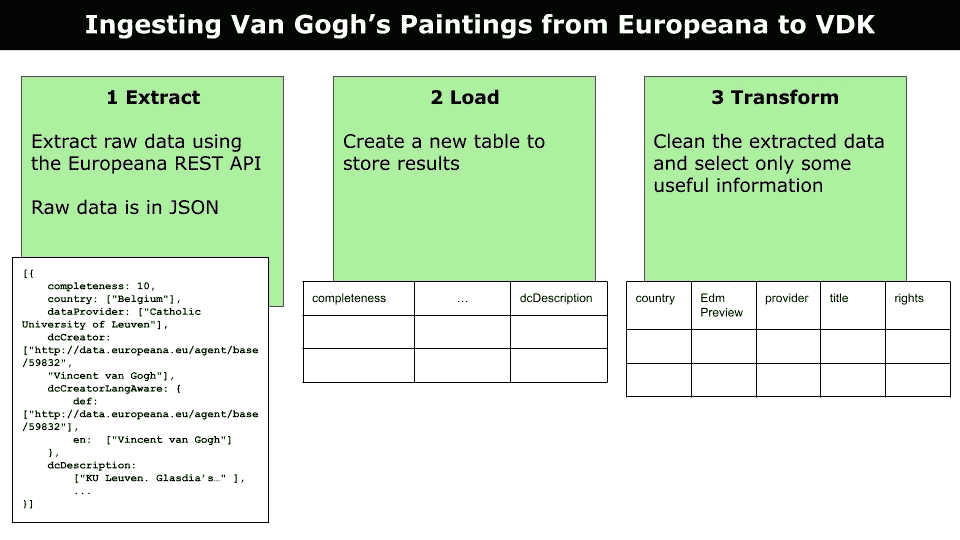 Ingesting Van Gogh’s Paintings from Europeana to VDK
1 Extract
Extract raw data using
the Europeana REST API
Raw data is in JSON
[{
completeness: 10,
country: ["Belgium"],
dataProvider: ["Catholic
University of Leuven"],
dcCreator:
["http://data.europeana.eu/agent/base
/59832",
"Vincent van Gogh"],
dcCreatorLangAware: {
def:
["http://data.europeana.eu/agent/base
/59832"],
en: ["Vincent van Gogh"]
},
dcDescription:
["KU Leuven. Glasdia’s…" ],
...
}]
2 Load
Create a new table to
store results
completeness
…
dcDescription
3 Transform
Clean the extracted data
and select only some
useful information
country
Edm
Preview
provider
title
rights